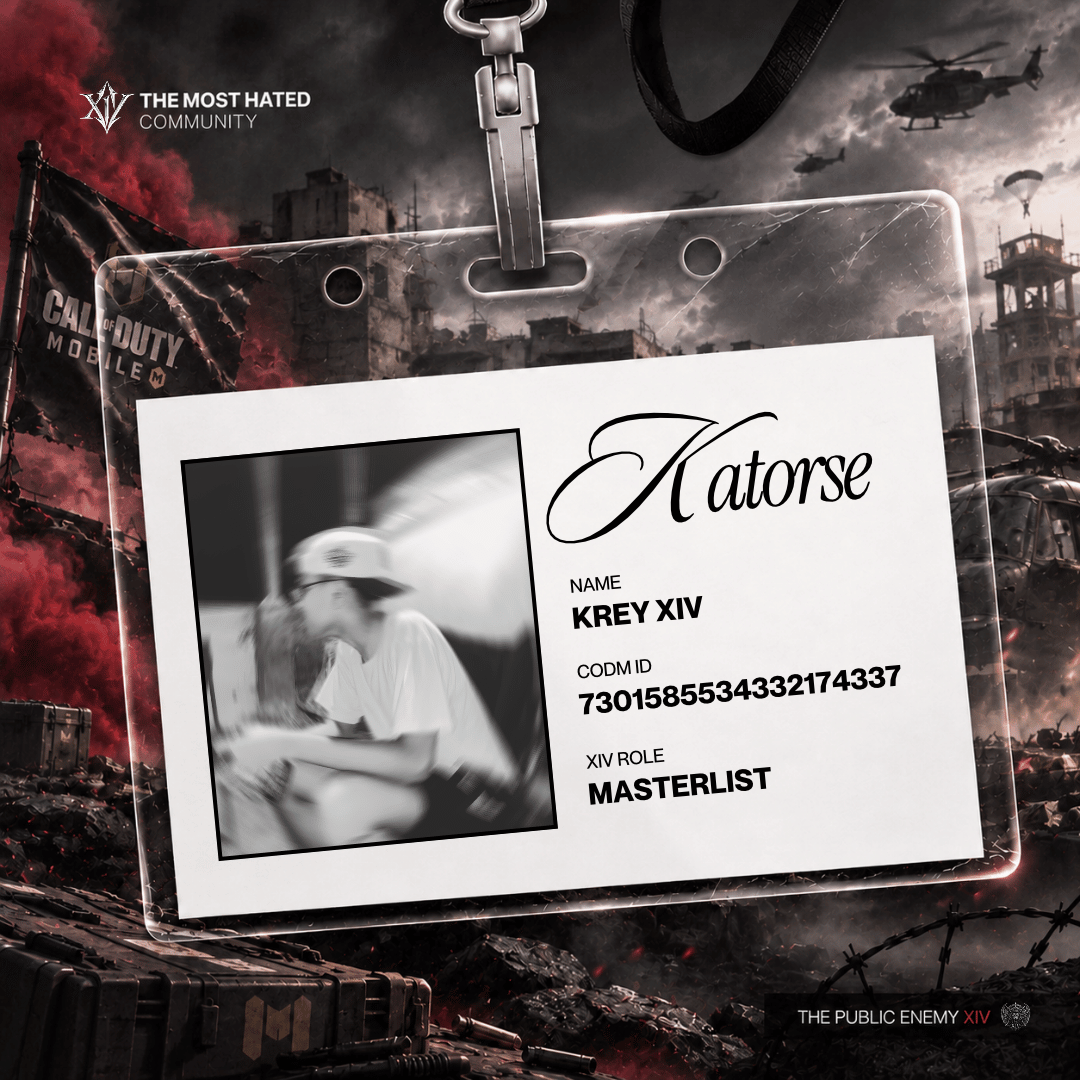 XIV THE MOST HATED
COMMUNITY
CALL OF DUTY
MOBILE
Katorse
NAME
KREY XIV
CODM ID
7301585534332174337
XIV ROLE
MASTERLIST
THE PUBLIC ENEMY XIV